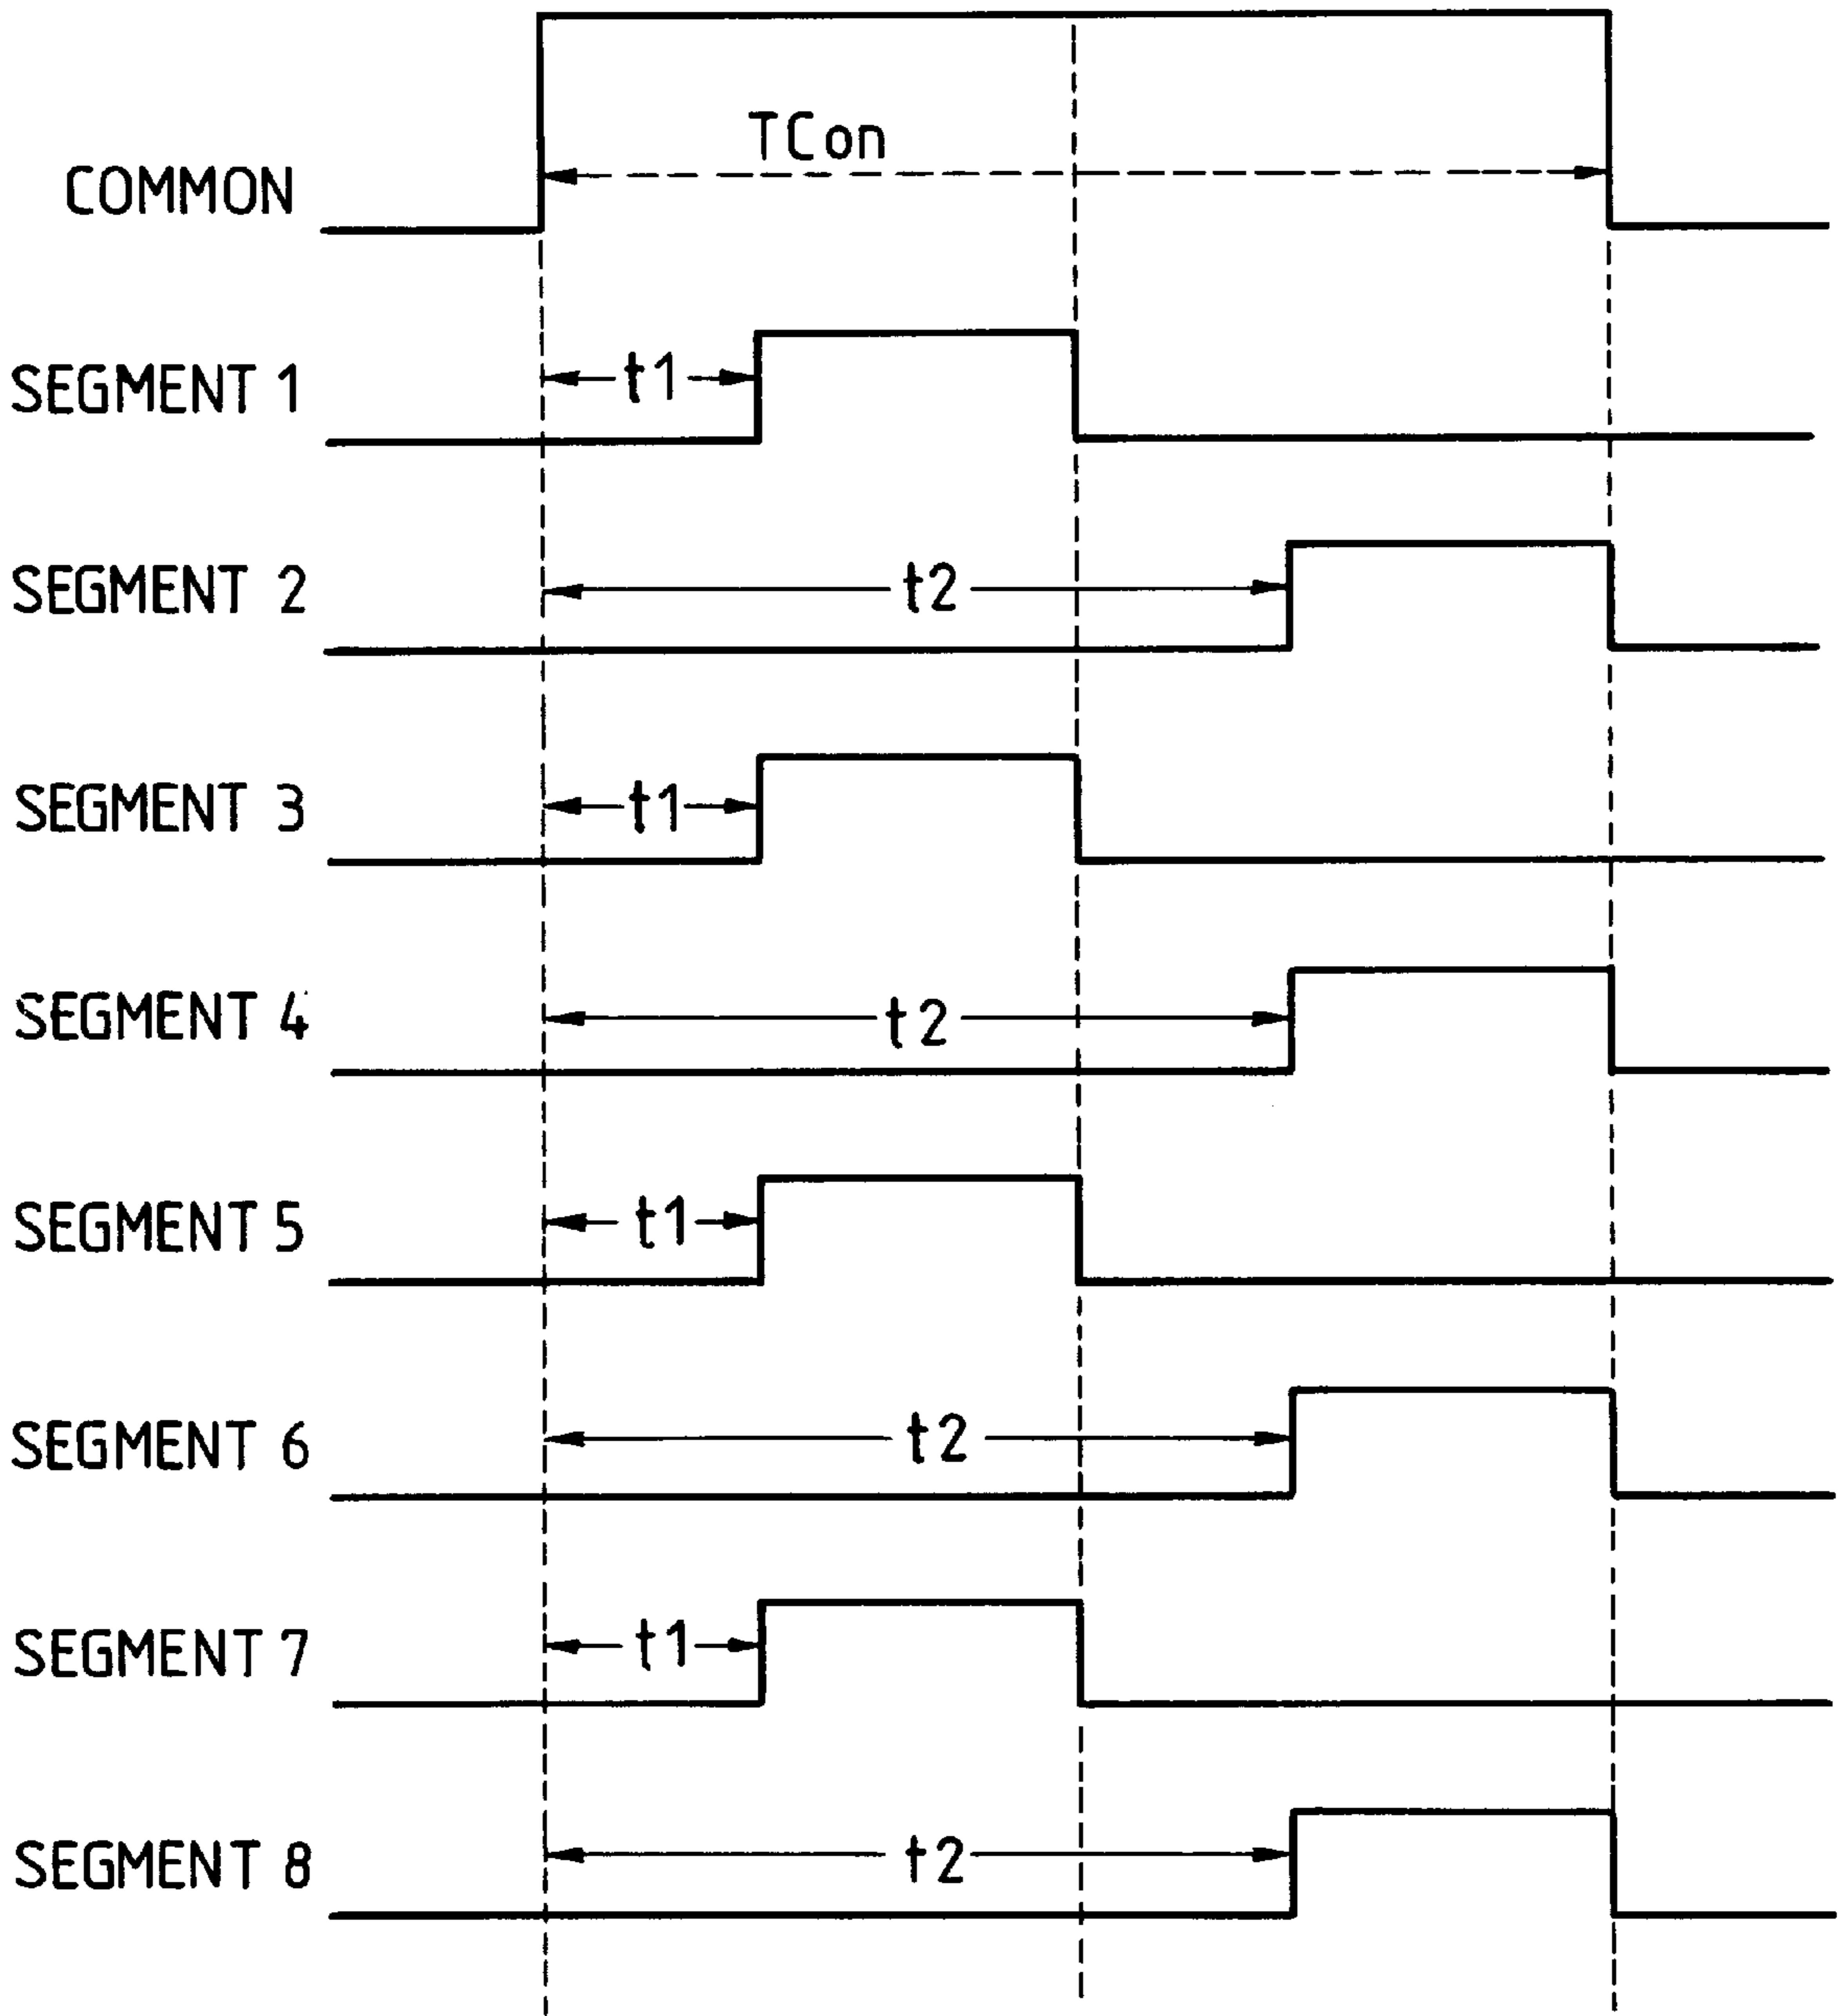 TCon
COMMON
SEGMENT 1
t1
SEGMENT 2
t2
SEGMENT 3
t1
SEGMENT 4
t2
SEGMENT 5
t1
SEGMENT 6
t2
SEGMENT 7
t1
SEGMENT 8
t2